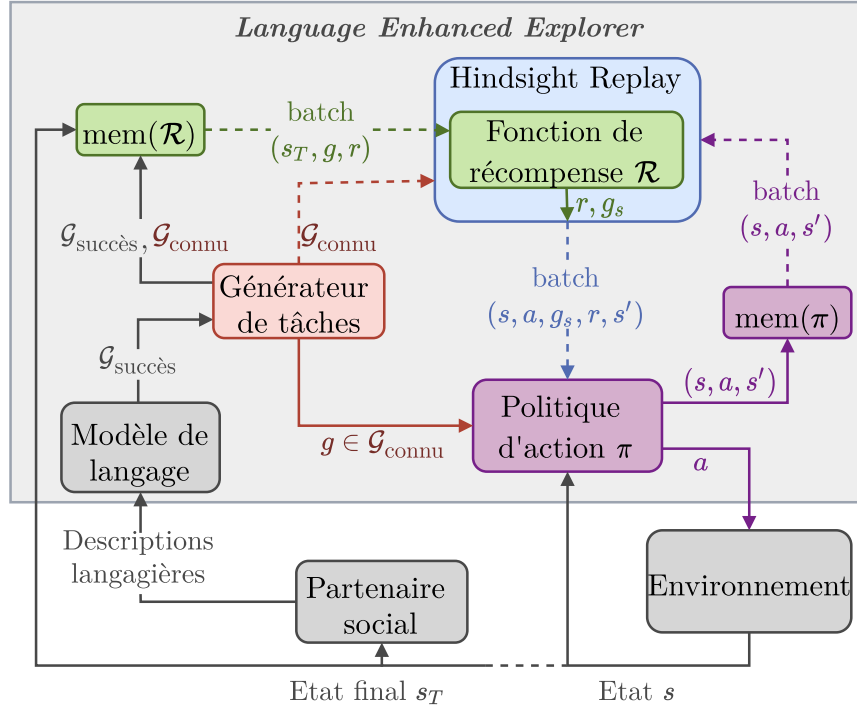 Language Enhanced Explorer
Hindsight Replay
mem(𝓡)
batch
(s_T, g, r)
Fonction de
récompense 𝓡
r, g_s
batch
(s, a, s′)
𝒢_succès, 𝒢_connu
𝒢_connu
Générateur
de tâches
batch
(s, a, g_s, r, s′)
mem(π)
𝒢_succès
(s, a, s′)
Modèle de
langage
g ∈ 𝒢_connu
Politique
d'action π
a
Descriptions
langagières
Partenaire
social
Environnement
Etat final s_T
Etat s